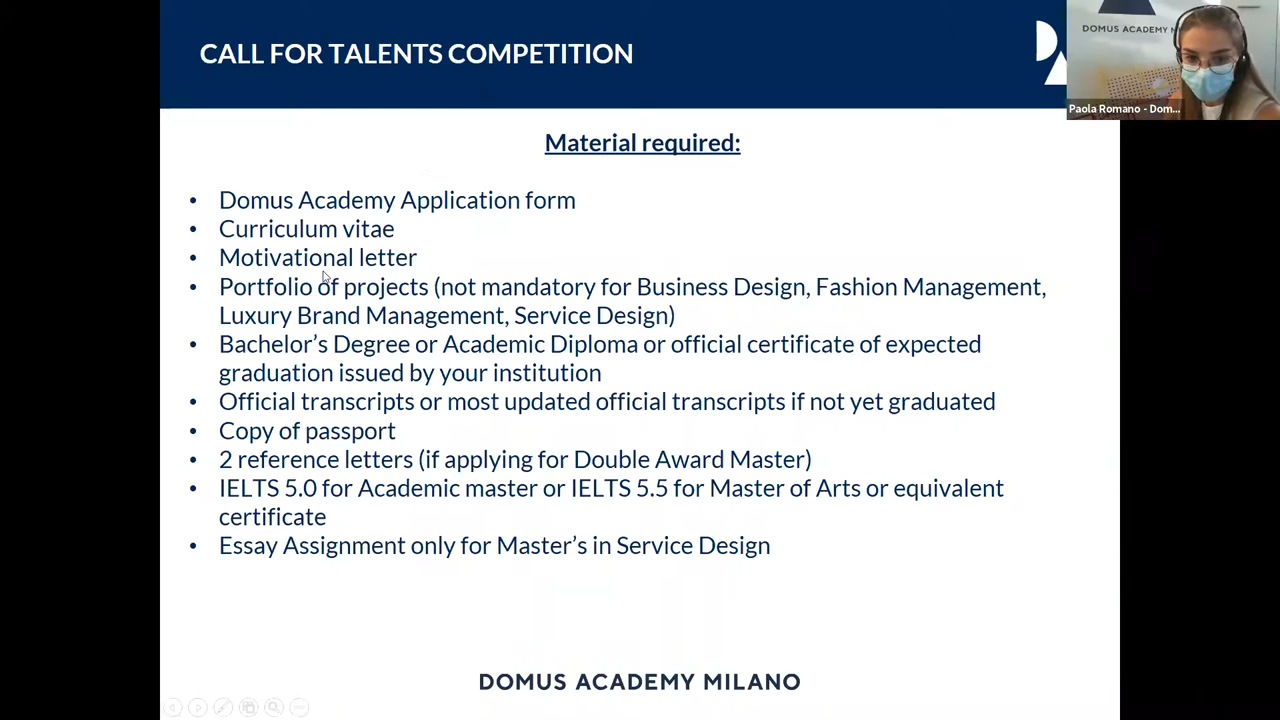 CALL FOR TALENTS COMPETITION
DOMUS ACADEMY
Paola Romano - Dom...
Material required:
• Domus Academy Application form
• Curriculum vitae
• Motivational letter
• Portfolio of projects (not mandatory for Business Design, Fashion Management,
Luxury Brand Management, Service Design)
• Bachelor’s Degree or Academic Diploma or official certificate of expected
graduation issued by your institution
• Official transcripts or most updated official transcripts if not yet graduated
• Copy of passport
• 2 reference letters (if applying for Double Award Master)
• IELTS 5.0 for Academic master or IELTS 5.5 for Master of Arts or equivalent
certificate
• Essay Assignment only for Master’s in Service Design
DOMUS ACADEMY MILANO